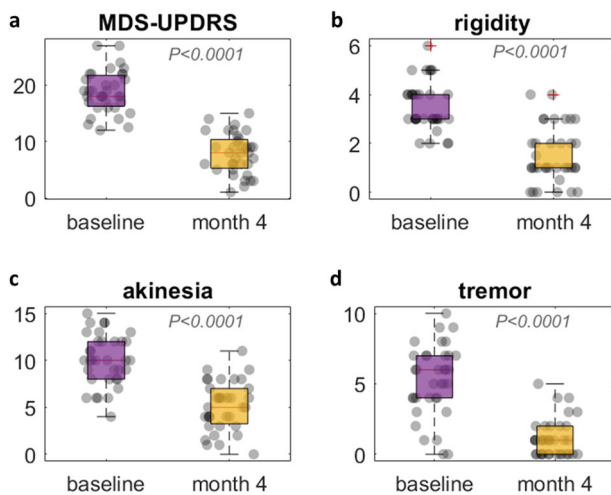 a MDS-UPDRS
P<0.0001
20
10
0
baseline month 4
b rigidity
P<0.0001
6
4
2
0
baseline month 4
c akinesia
P<0.0001
15
10
5
0
baseline month 4
d tremor
P<0.0001
10
5
0
baseline month 4